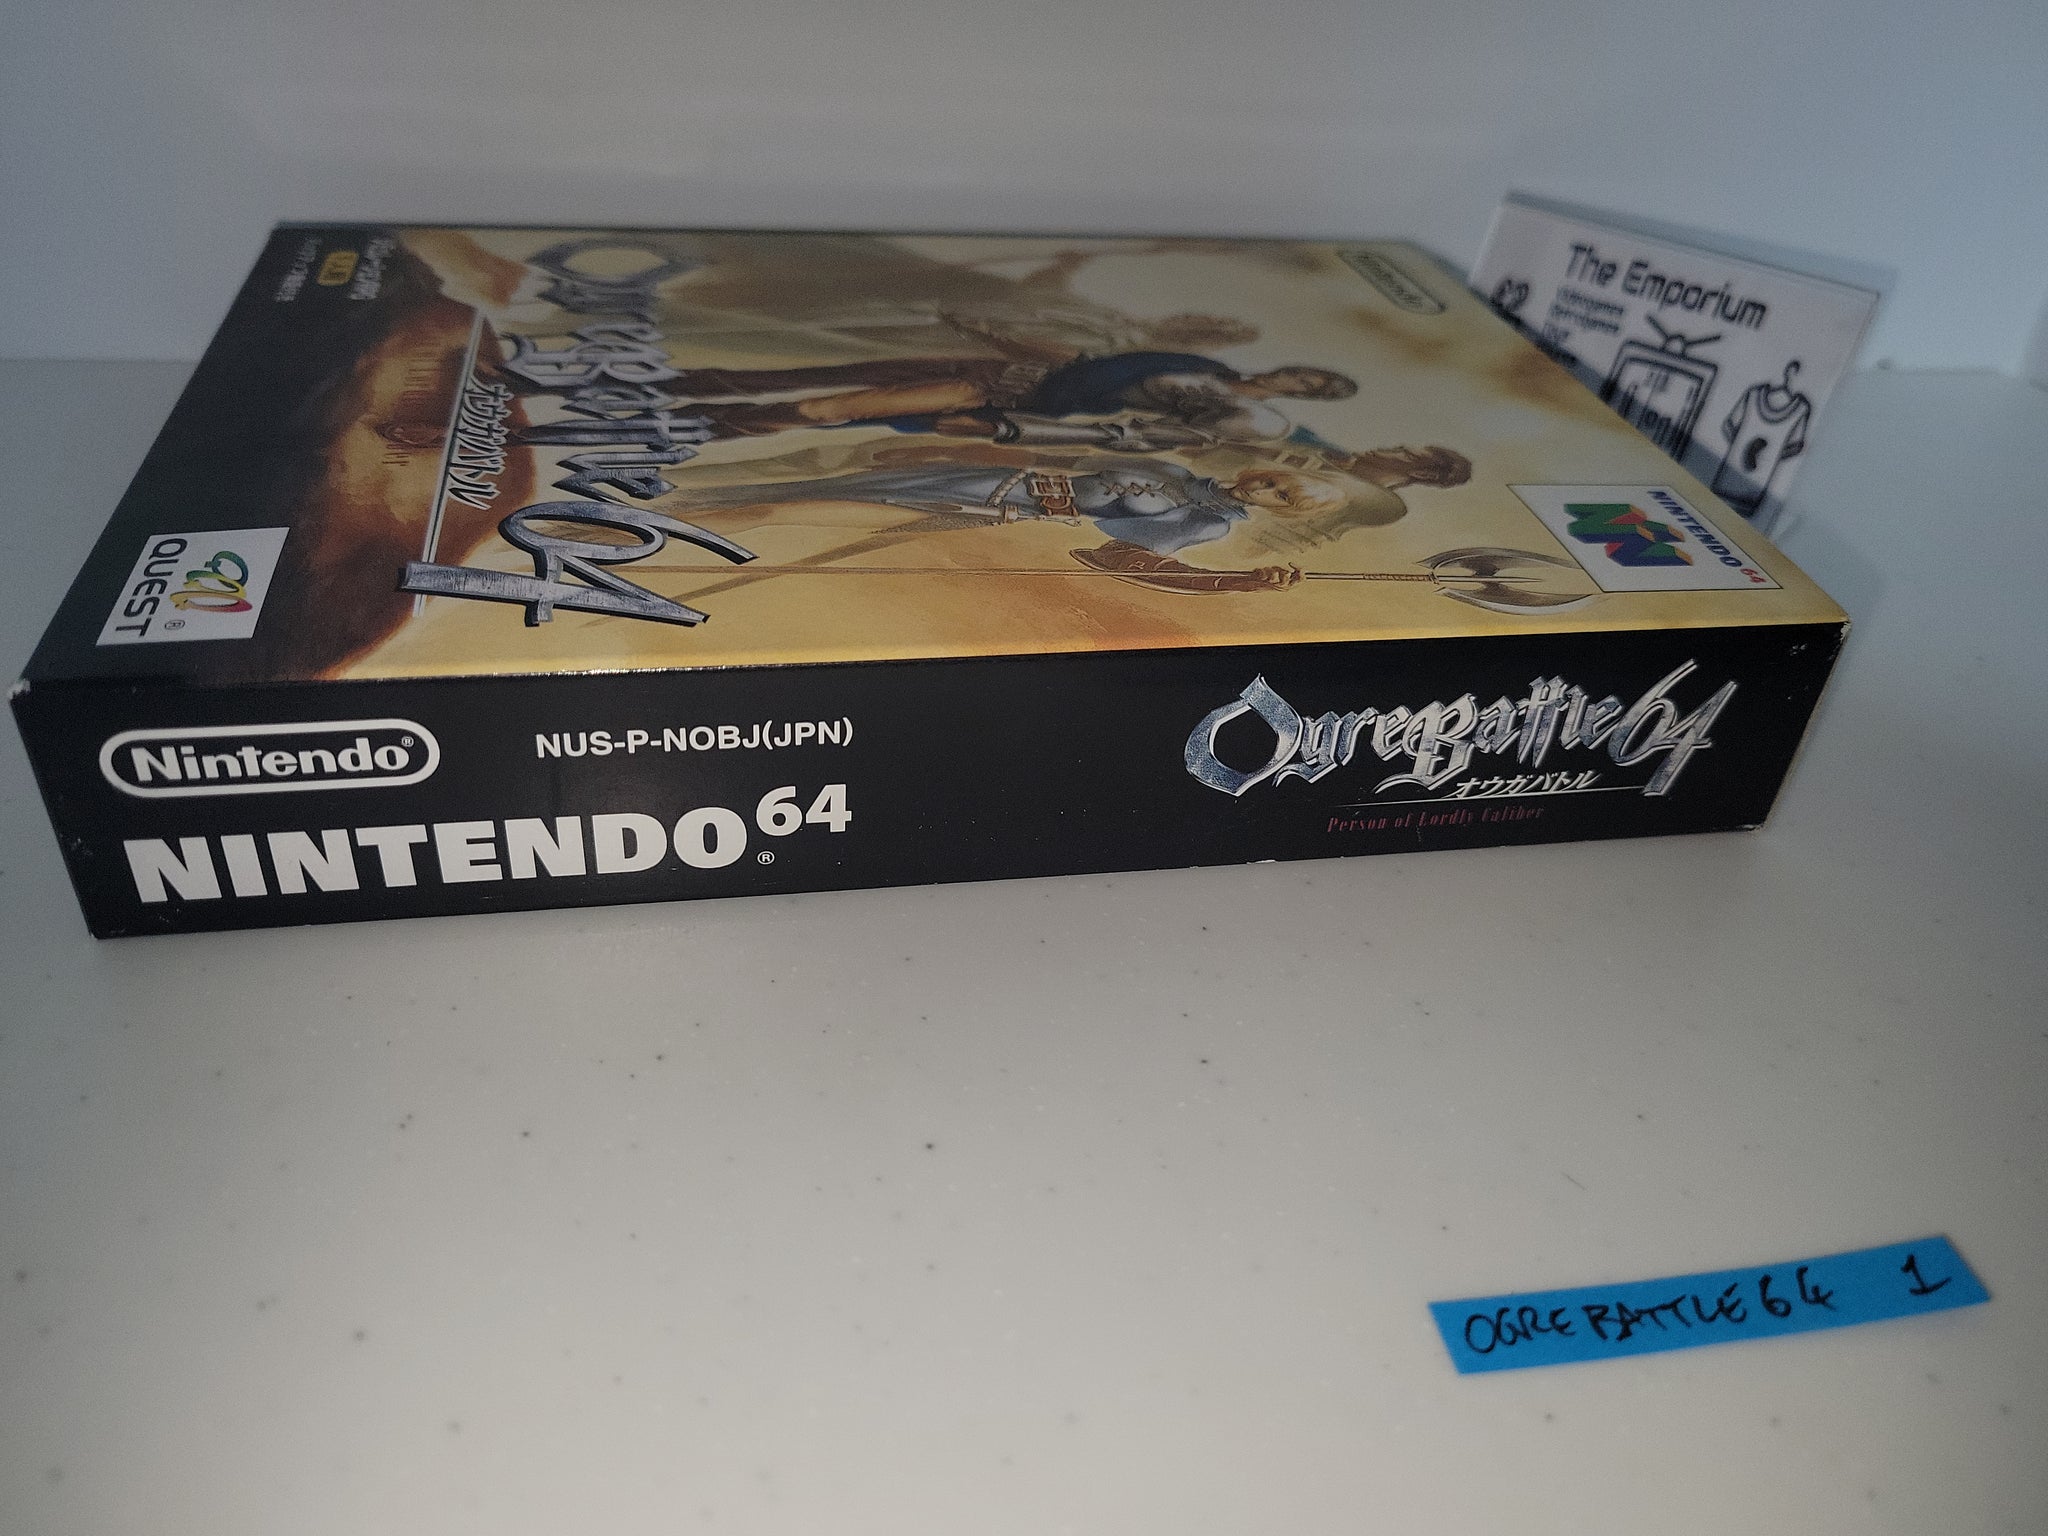 The Emporium
Nintendo
NINTENDO 64
Ogre Battle 64
オウガバトル
QUEST®
Nintendo®
NUS-P-NOBJ(JPN)
NINTENDO 64®
Ogre Battle 64
オウガバトル
Person of Lordly Caliber
OGRE BATTLE 64 1